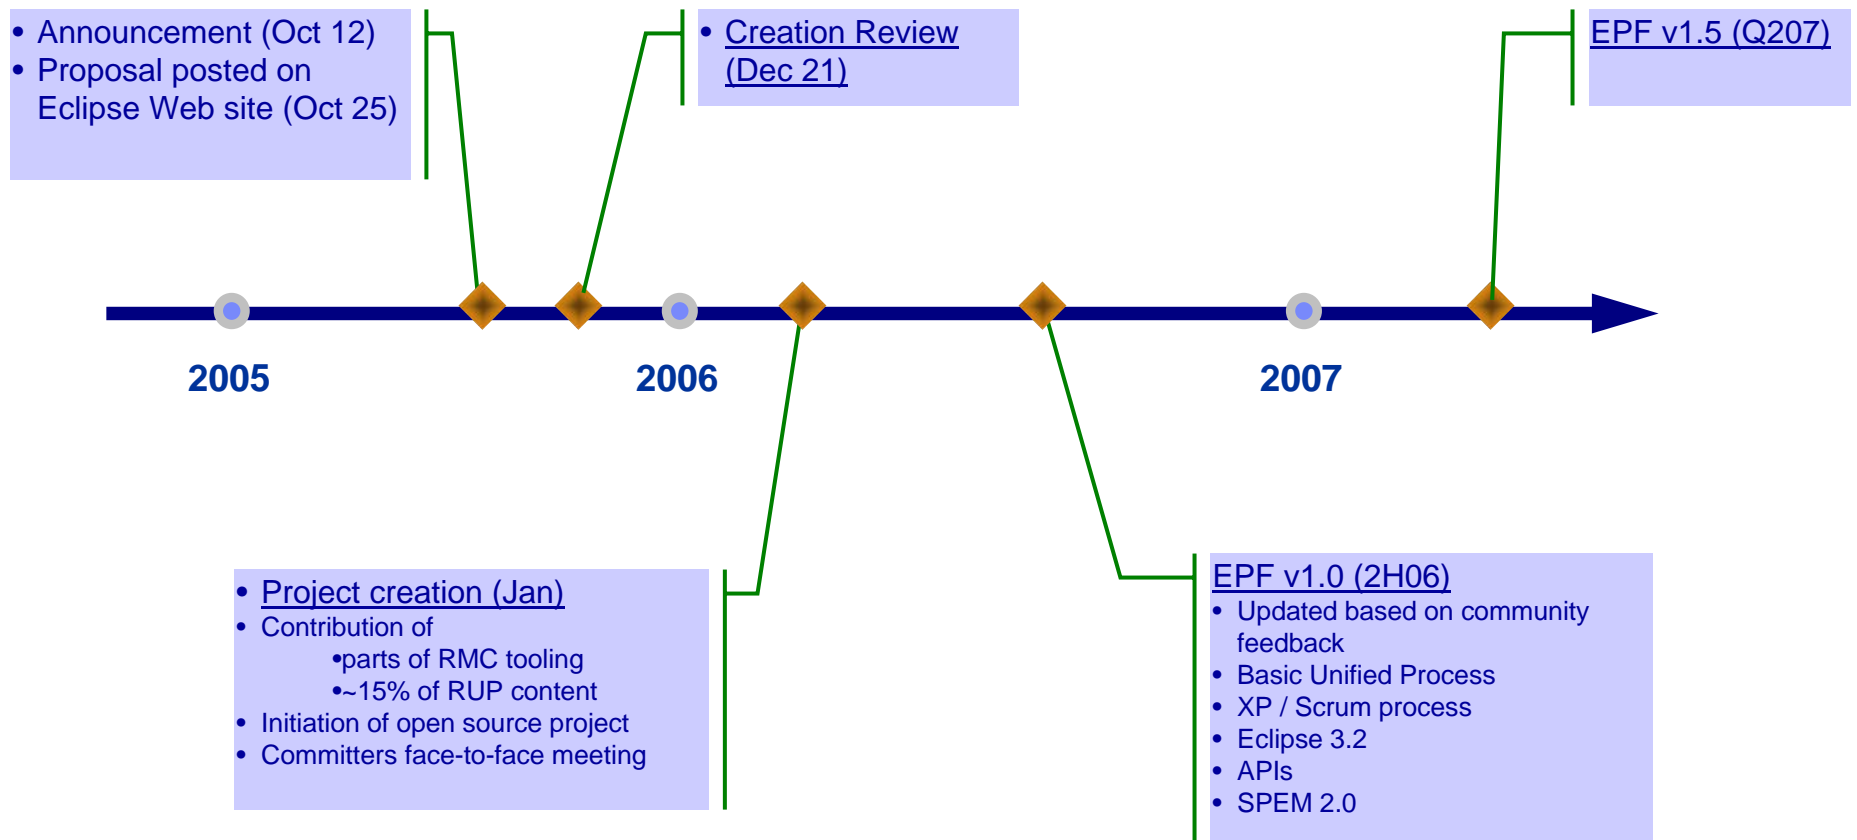 • Announcement (Oct 12)
• Proposal posted on
Eclipse Web site (Oct 25)
• Creation Review
(Dec 21)
EPF v1.5 (Q207)
2005
2006
2007
• Project creation (Jan)
• Contribution of
•parts of RMC tooling
•~15% of RUP content
• Initiation of open source project
• Committers face-to-face meeting
EPF v1.0 (2H06)
• Updated based on community
feedback
• Basic Unified Process
• XP / Scrum process
• Eclipse 3.2
• APIs
• SPEM 2.0